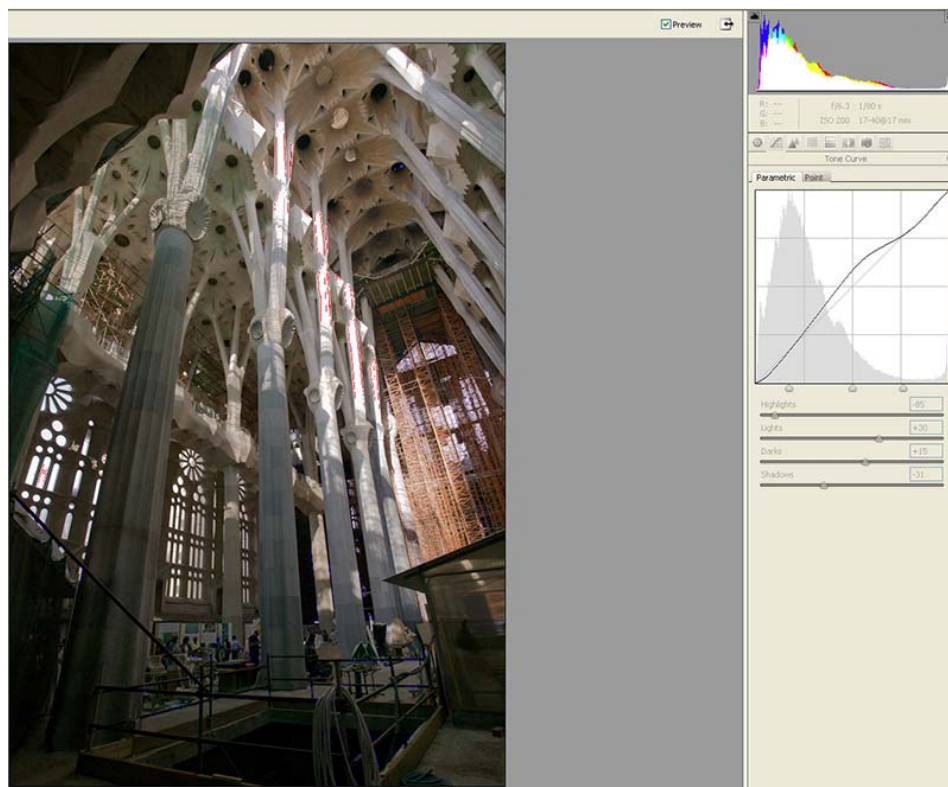 Preview
R: ---
G: ---
B: ---
f/6.3 1/80 s
ISO 200 17-40@17 mm
Tone Curve
Parametric Point
Highlights -85
Lights +30
Darks +15
Shadows -31